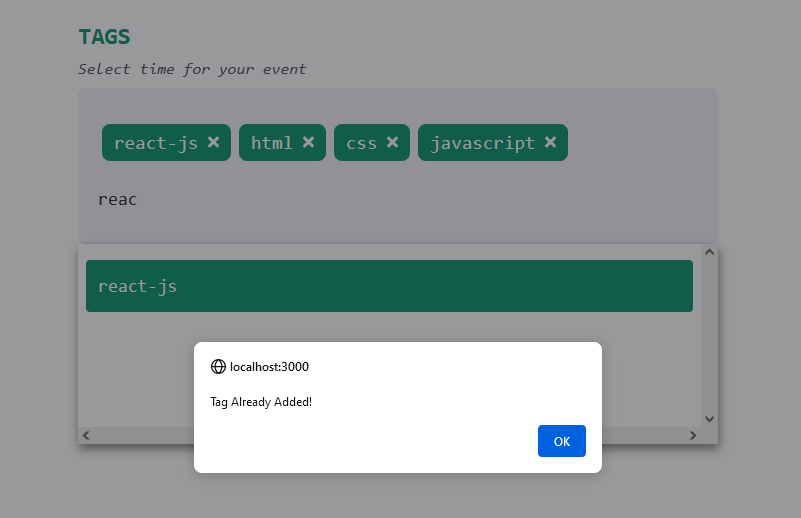 TAGS
Select time for your event
react-js × html × css × javascript ×
reac
react-js
localhost:3000
Tag Already Added!
OK